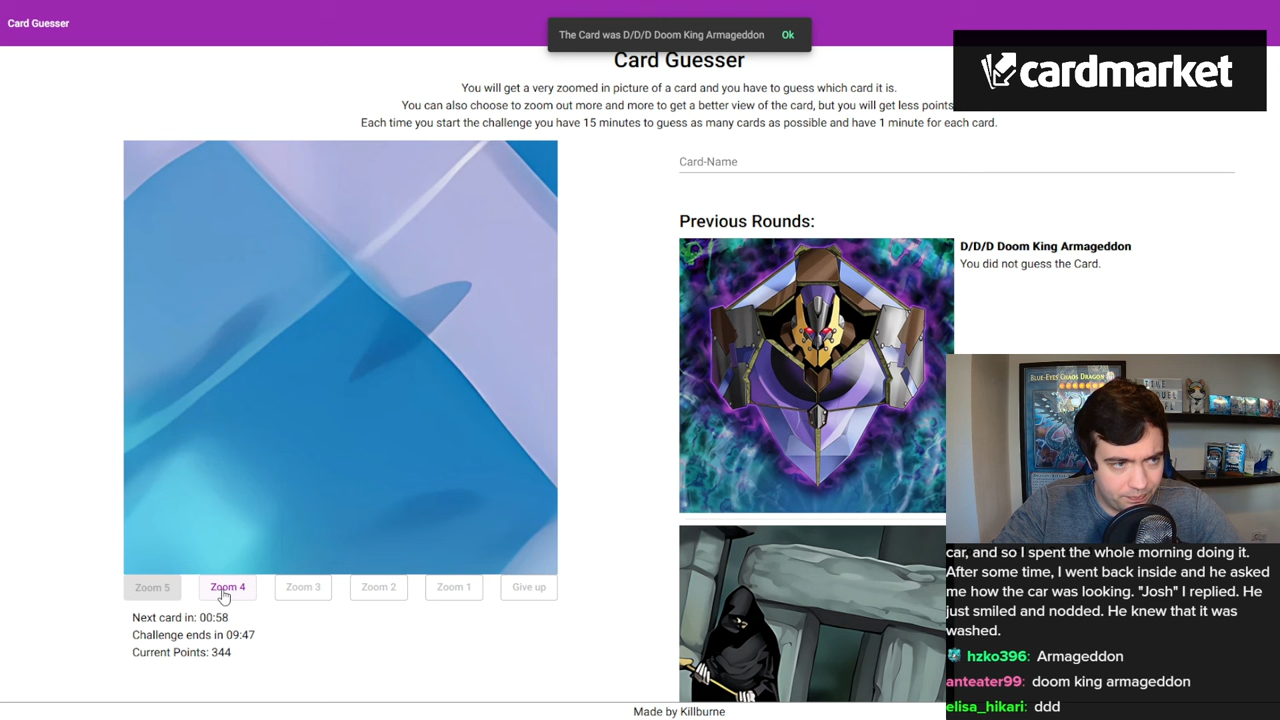 Card Guesser
The Card was D/D/D Doom King Armageddon Ok
cardmarket
Card Guesser
You will get a very zoomed in picture of a card and you have to guess which card it is.
You can also choose to zoom out more and more to get a better view of the card, but you will get less points
Each time you start the challenge you have 15 minutes to guess as many cards as possible and have 1 minute for each card.
Card-Name
Previous Rounds:
D/D/D Doom King Armageddon
You did not guess the Card.
BLUE-EYES CHAOS DRAGON
Zoom 5 Zoom 4 Zoom 3 Zoom 2 Zoom 1 Give up
Next card in: 00:58
Challenge ends in 09:47
Current Points: 344
car, and so I spent the whole morning doing it.
After some time, I went back inside and he asked
me how the car was looking. "Josh" I replied. He
just smiled and nodded. He knew that it was
washed.
hzko396: Armageddon
anteater99: doom king armageddon
elisa_hikari: ddd
Made by Killburne